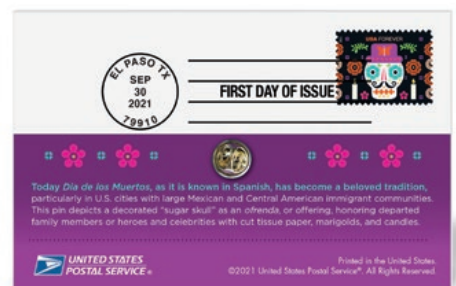 USA FOREVER
EL PASO TX
SEP
30
2021
79910
FIRST DAY OF ISSUE
Today Día de los Muertos, as it is known in Spanish, has become a beloved tradition,
particularly in U.S. cities with large Mexican and Central American immigrant communities.
This pin depicts a decorated “sugar skull” as an ofrenda, or offering, honoring departed
family members or heroes and celebrities with cut tissue paper, marigolds, and candles.
UNITED STATES
POSTAL SERVICE®
Printed in the United States.
©2021 United States Postal Service®. All Rights Reserved.